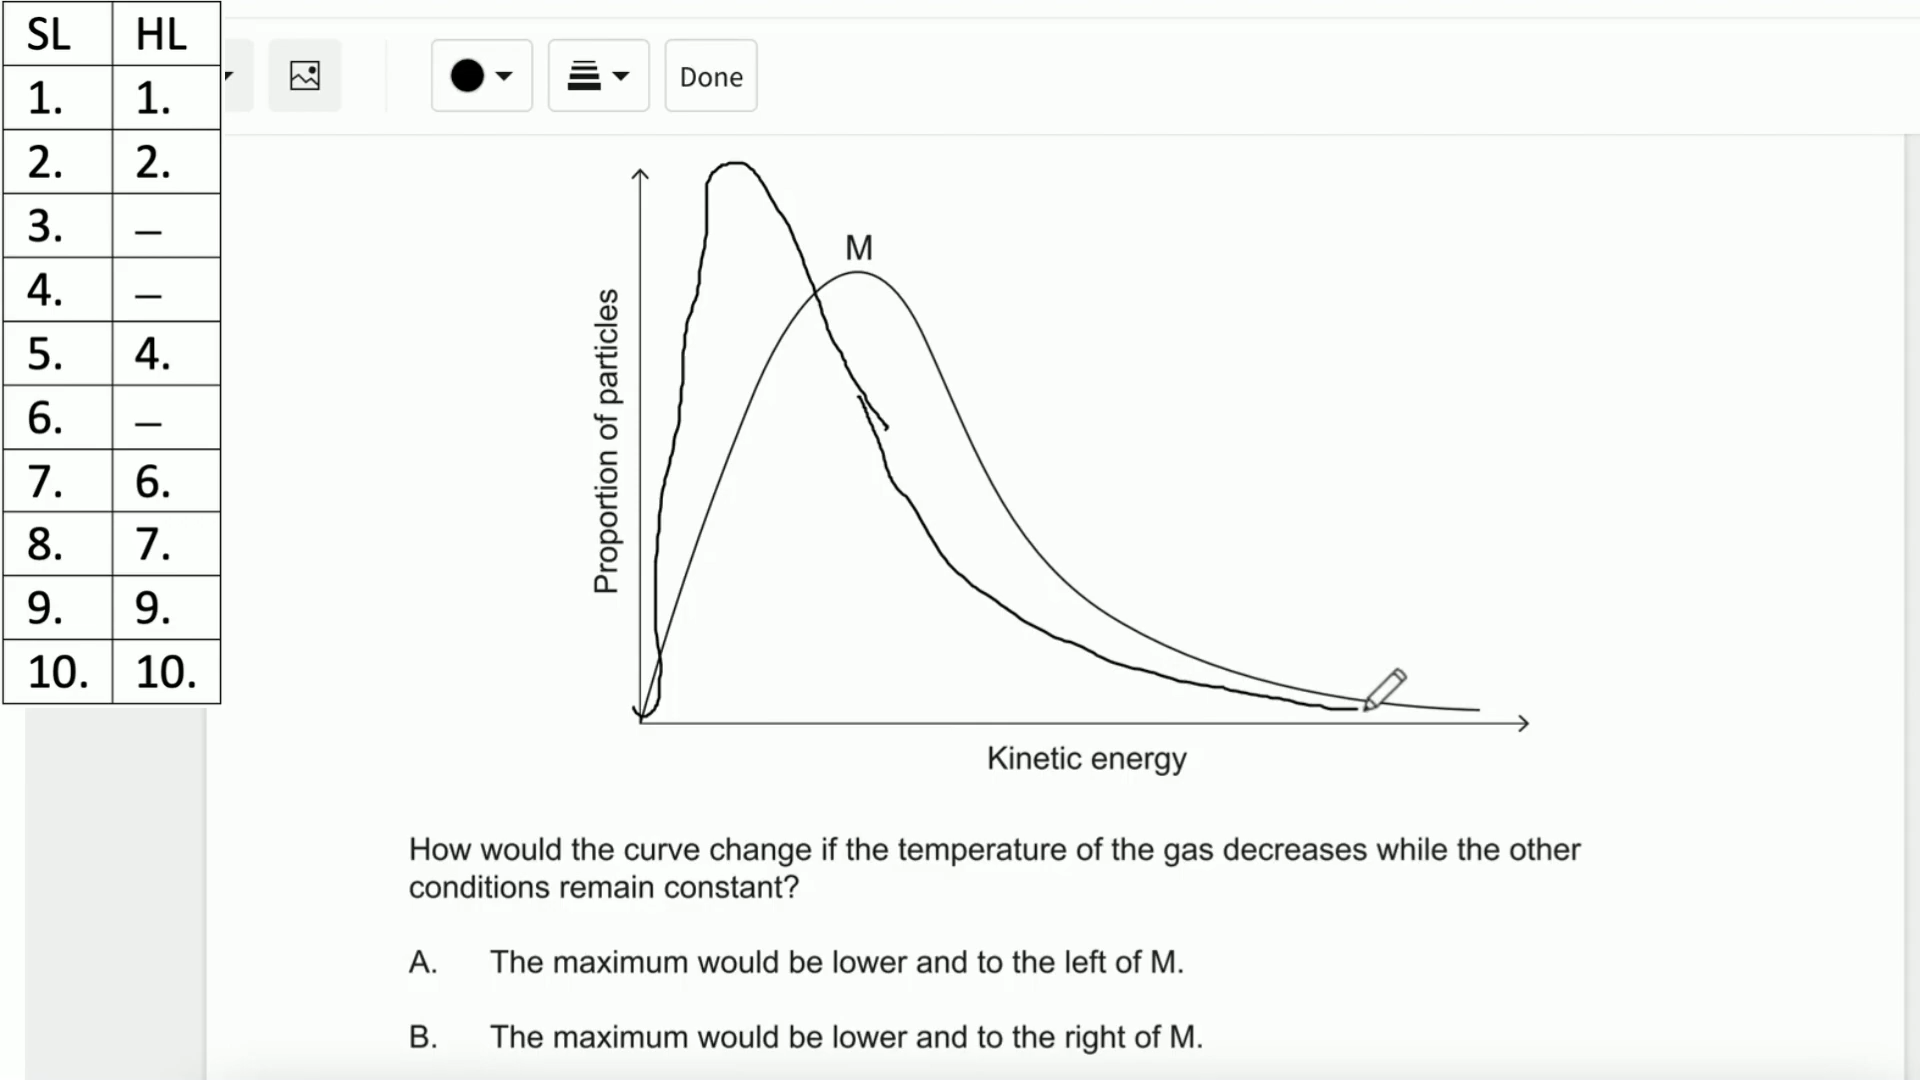 SL HL
1. 1.
2. 2.
3. –
4. –
5. 4.
6. –
7. 6.
8. 7.
9. 9.
10. 10.
Done
M
Proportion of particles
Kinetic energy
How would the curve change if the temperature of the gas decreases while the other
conditions remain constant?
A. The maximum would be lower and to the left of M.
B. The maximum would be lower and to the right of M.